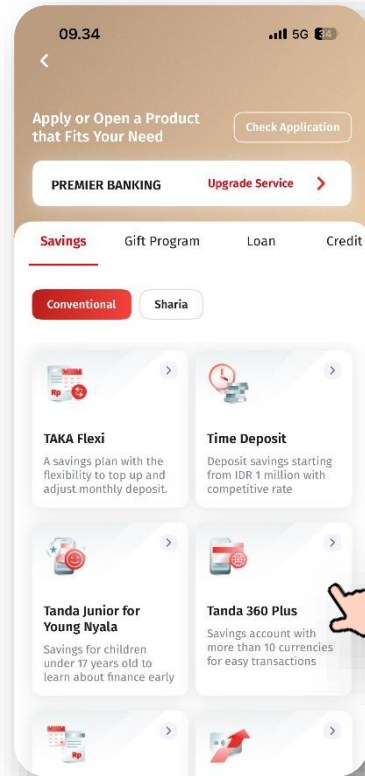 09.34
5G 34
Apply or Open a Product
that Fits Your Need
Check Application
PREMIER BANKING
Upgrade Service
Savings
Gift Program
Loan
Credit
Conventional
Sharia
Rp
TAKA Flexi
A savings plan with the
flexibility to top up and
adjust monthly deposit.
Time Deposit
Deposit savings starting
from IDR 1 million with
competitive rate
Tanda Junior for
Young Nyala
Savings for children
under 17 years old to
learn about finance early
Tanda 360 Plus
Savings account with
more than 10 currencies
for easy transactions
Rp